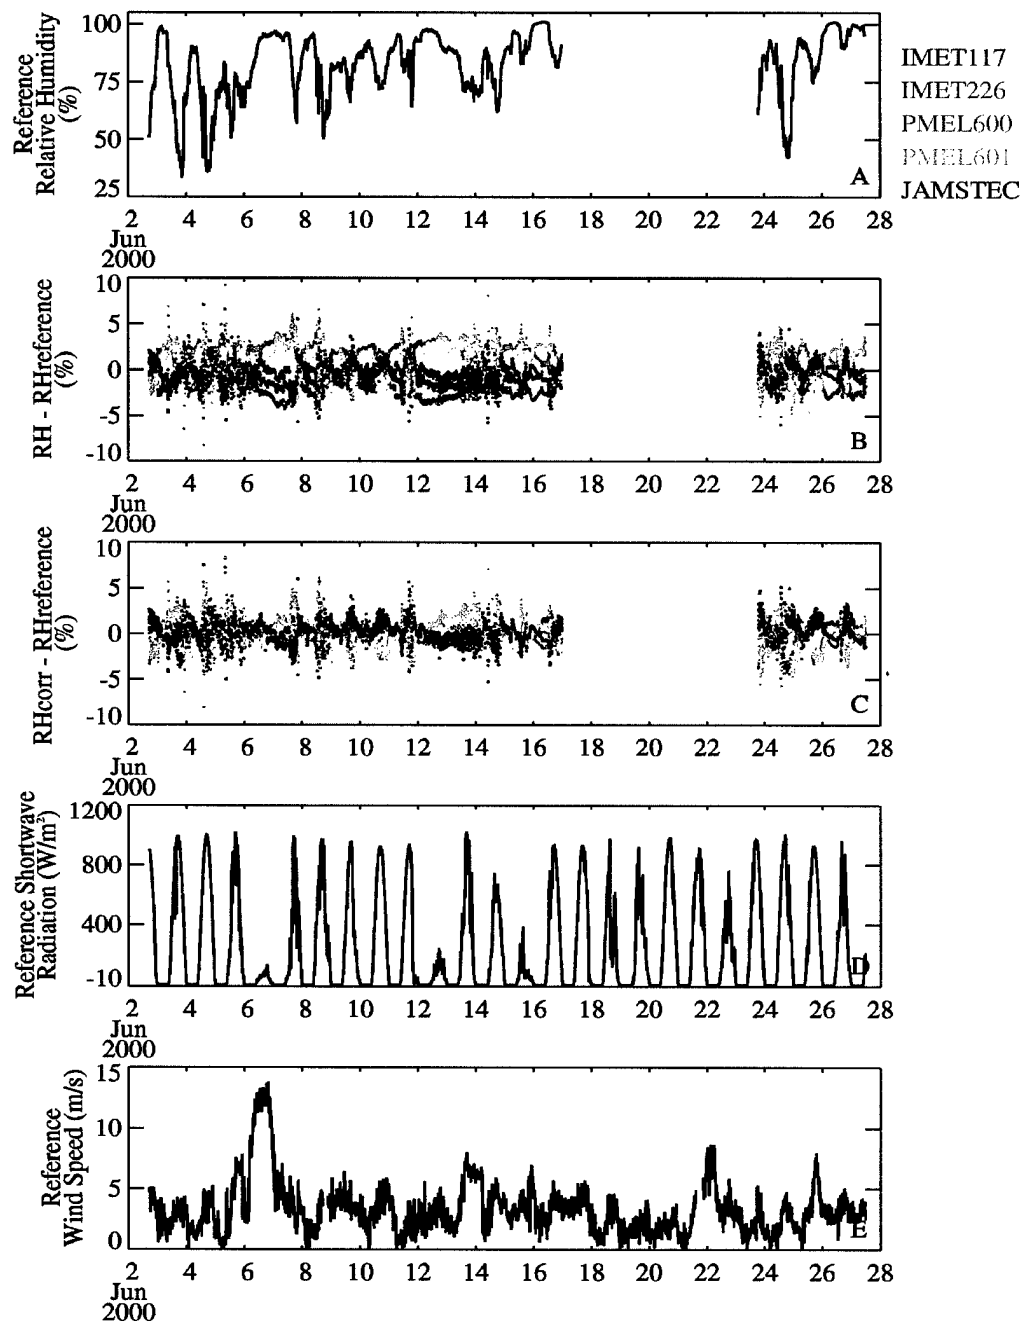 Reference
Relative Humidity
(%)
100
75
50
25
A
2 4 6 8 10 12 14 16 18 20 22 24 26 28
Jun
2000
IMET117
IMET226
PMEL600
PMEL601
JAMSTEC
RH - RHreference
(%)
10
5
0
-5
-10
B
2 4 6 8 10 12 14 16 18 20 22 24 26 28
Jun
2000
RHcorr - RHreference
(%)
10
5
0
-5
-10
C
2 4 6 8 10 12 14 16 18 20 22 24 26 28
Jun
2000
Reference Shortwave
Radiation (W/m²)
1200
800
400
-10
D
2 4 6 8 10 12 14 16 18 20 22 24 26 28
Jun
2000
Reference
Wind Speed (m/s)
15
10
5
0
E
2 4 6 8 10 12 14 16 18 20 22 24 26 28
Jun
2000